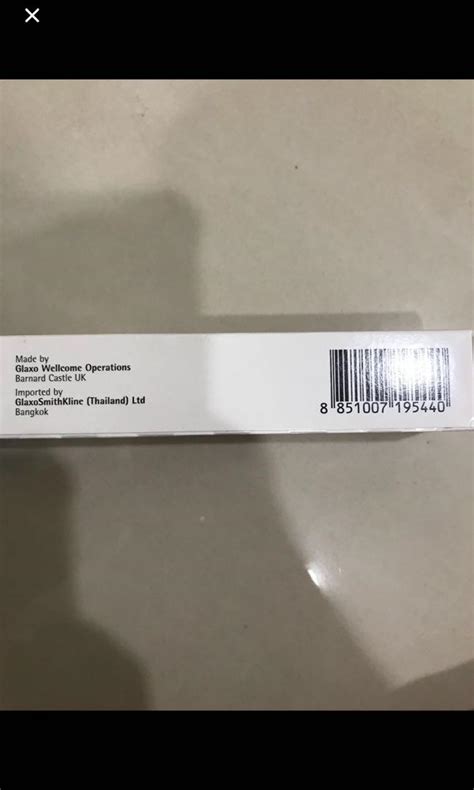 Made by
Glaxo Wellcome Operations
Barnard Castle UK
Imported by
GlaxoSmithKline (Thailand) Ltd
Bangkok
8 851007 195440